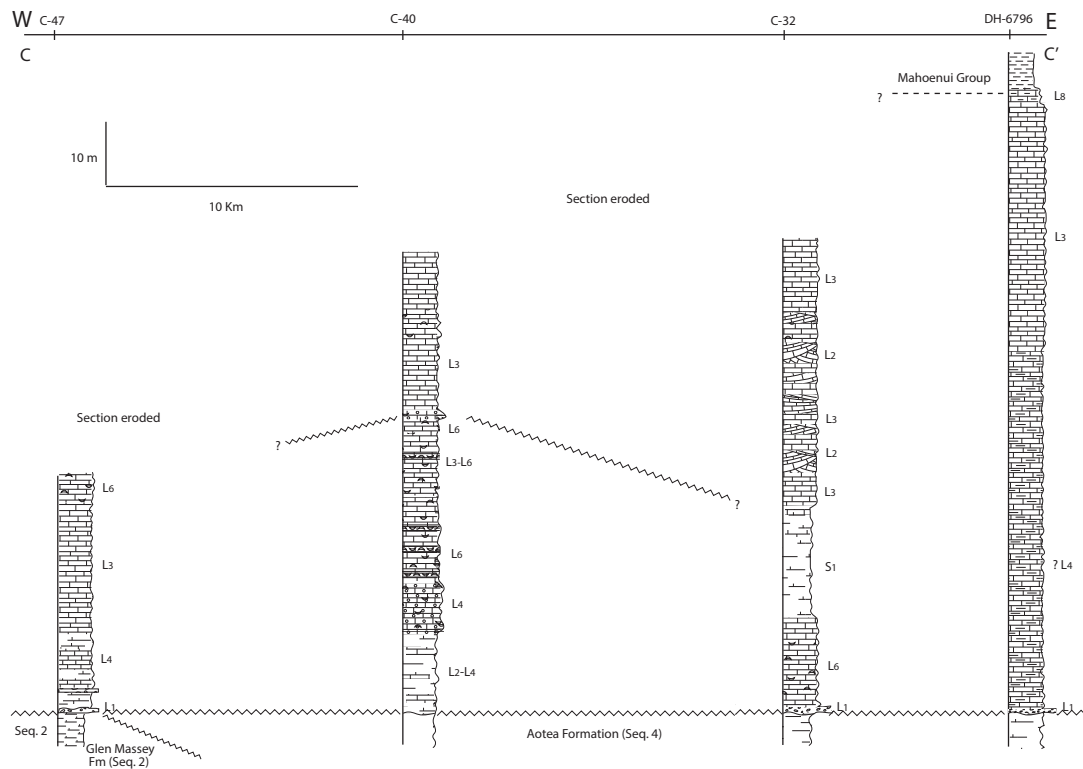 W C-47 C-40 C-32 DH-6796 E
C C'
Mahoenui Group
?
L8
10 m
10 Km
Section eroded
L3
L3
L3
L2
Section eroded
L6
L3
?
L3-L6
L2
L6
L3
?
L3
L6
S1
? L4
L4
L4
L6
L2-L4
L1
L1
L1
Seq. 2
Glen Massey
Fm (Seq. 2)
Aotea Formation (Seq. 4)